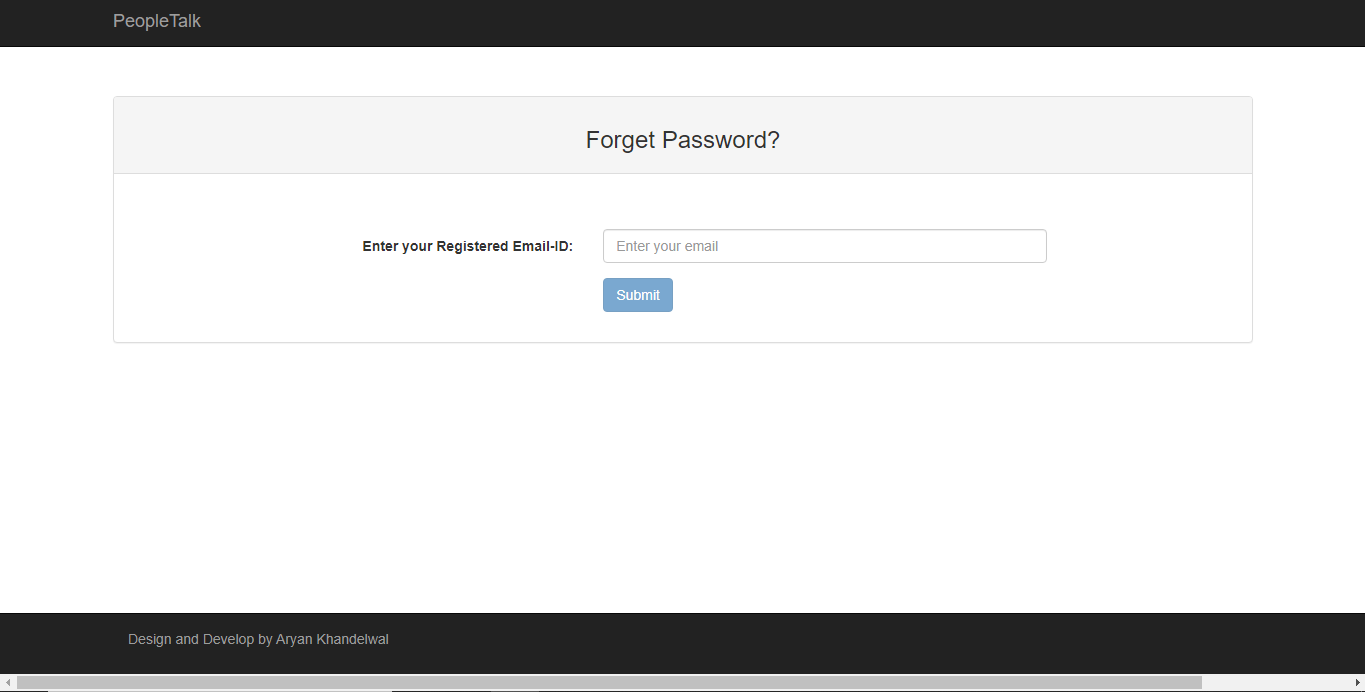 PeopleTalk
Forget Password?
Enter your Registered Email-ID:
Enter your email
Submit
Design and Develop by Aryan Khandelwal